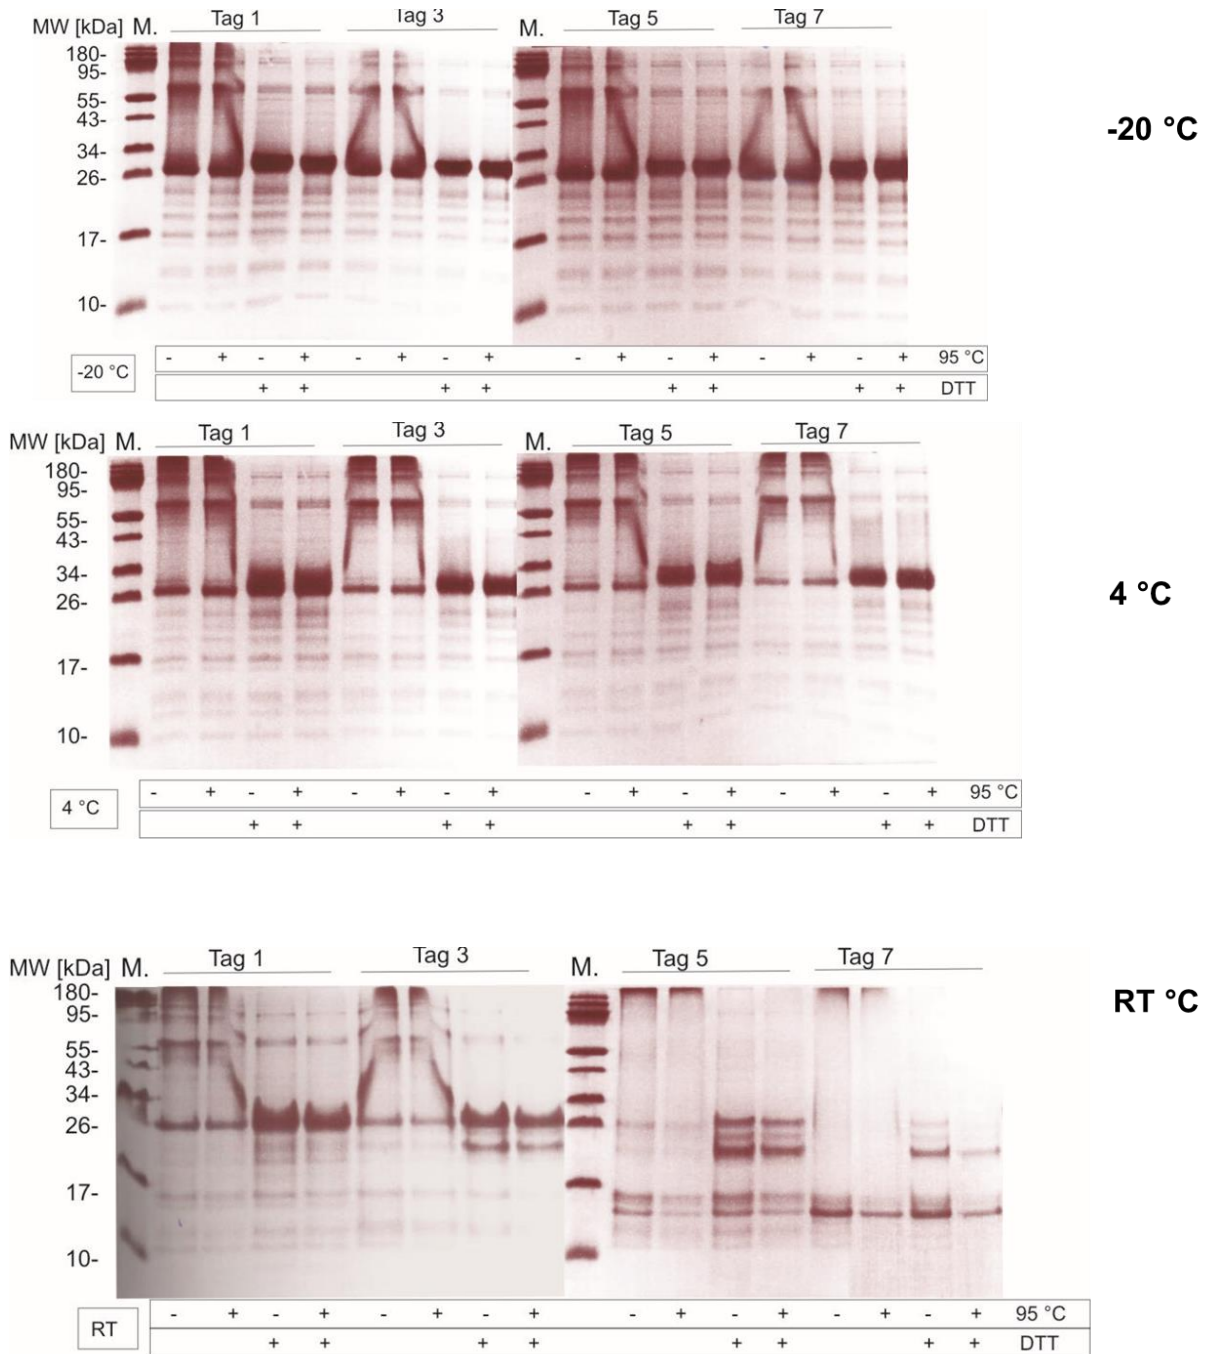 MW [kDa] M. Tag 1 Tag 3 M. Tag 5 Tag 7
180-
95-
55-
43-
34-
26-
17-
10-
-20 °C
- + - + - + - + - + - + - + - + 95 °C
-20 °C
+ + + + + + + + DTT
MW [kDa] M. Tag 1 Tag 3 M. Tag 5 Tag 7
180-
95-
55-
43-
34-
26-
17-
10-
4 °C
- + - + - + - + - + - + - + - + 95 °C
4 °C
+ + + + + + + + DTT
MW [kDa] M. Tag 1 Tag 3 M. Tag 5 Tag 7
180-
95-
55-
43-
34-
26-
17-
10-
RT °C
- + - + - + - + - + - + - + - + 95 °C
RT
+ + + + + + + + DTT